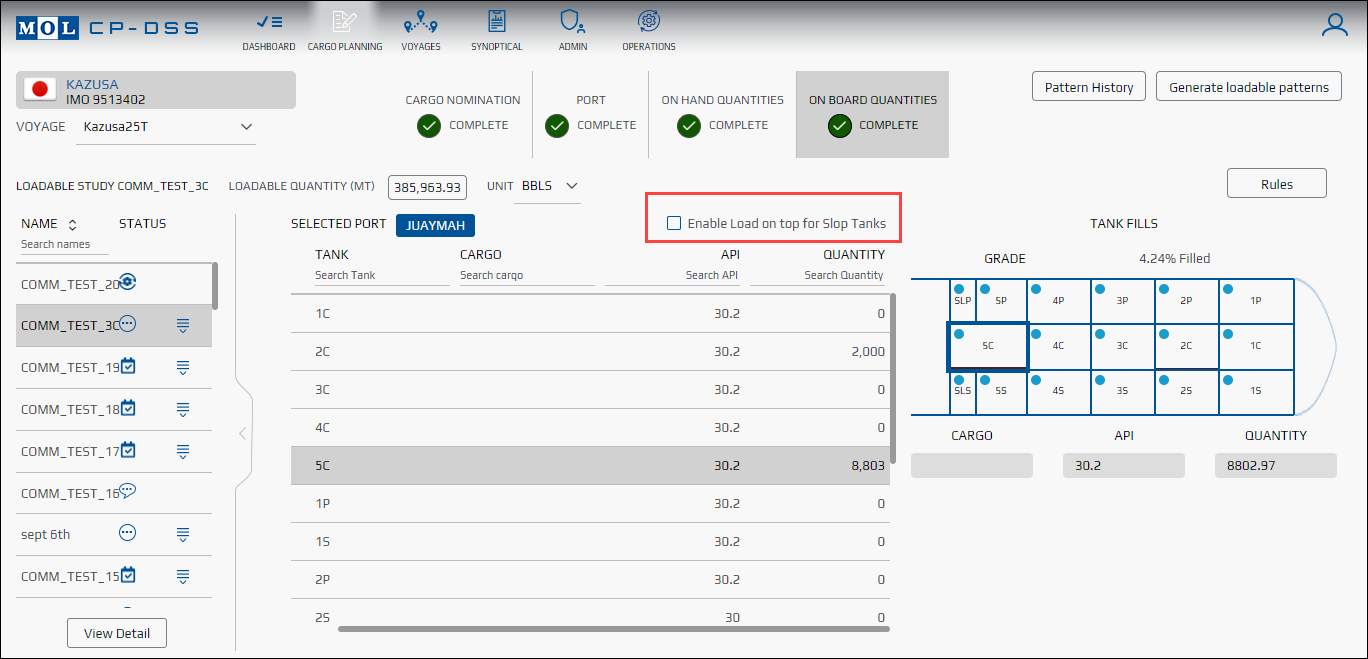 MOL CP-DSS
DASHBOARD CARGO PLANNING VOYAGES SYNOPTICAL ADMIN OPERATIONS
KAZUSA
IMO 9513402
VOYAGE Kazusa25T
CARGO NOMINATION
COMPLETE
PORT
COMPLETE
ON HAND QUANTITIES
COMPLETE
ON BOARD QUANTITIES
COMPLETE
Pattern History Generate loadable patterns
LOADABLE STUDY COMM_TEST_3C LOADABLE QUANTITY (MT) 385,963.93 UNIT BBLS
Rules
NAME STATUS
Search names
COMM_TEST_20
COMM_TEST_3C
COMM_TEST_19
COMM_TEST_18
COMM_TEST_17
COMM_TEST_16
sept 6th
COMM_TEST_15
View Detail
SELECTED PORT JUAYMAH
Enable Load on top for Slop Tanks
TANK CARGO API QUANTITY
Search Tank Search cargo Search API Search Quantity
1C 30.2 0
2C 30.2 2,000
3C 30.2 0
4C 30.2 0
5C 30.2 8,803
1P 30.2 0
1S 30.2 0
2P 30.2 0
2S 30 0
TANK FILLS
GRADE 4.24% Filled
SLP 5P 4P 3P 2P 1P
5C 4C 3C 2C 1C
SLS 5S 4S 3S 2S 1S
CARGO API QUANTITY
30.2 8802.97